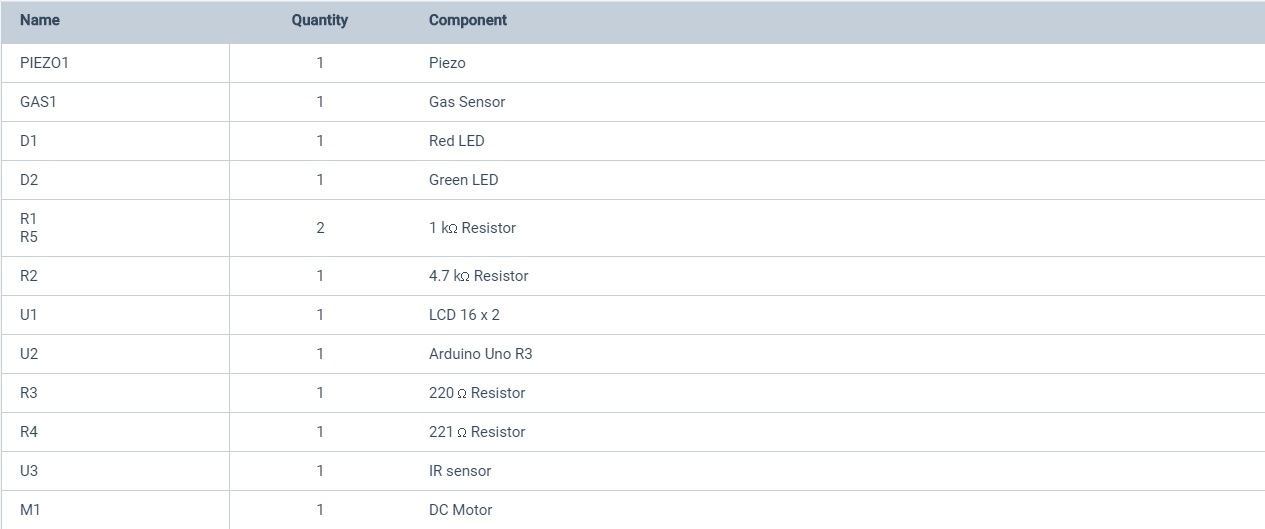 Name Quantity Component
PIEZO1 1 Piezo
GAS1 1 Gas Sensor
D1 1 Red LED
D2 1 Green LED
R1
R5 2 1 kΩ Resistor
R2 1 4.7 kΩ Resistor
U1 1 LCD 16 x 2
U2 1 Arduino Uno R3
R3 1 220 Ω Resistor
R4 1 221 Ω Resistor
U3 1 IR sensor
M1 1 DC Motor